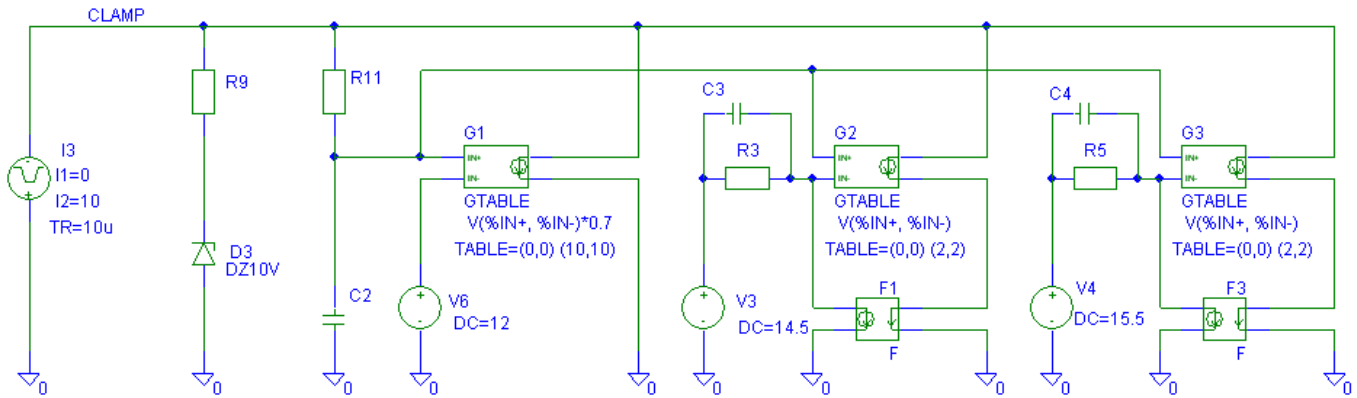 CLAMP
R9
R11
I3
I1=0
I2=10
TR=10u
D3
DZ10V
C2
G1
IN+
IN-
GTABLE
V(%IN+, %IN-)*0.7
TABLE=(0,0) (10,10)
V6
DC=12
C3
R3
G2
IN+
IN-
GTABLE
V(%IN+, %IN-)
TABLE=(0,0) (2,2)
V3
DC=14.5
F1
F
C4
R5
G3
IN+
IN-
GTABLE
V(%IN+, %IN-)
TABLE=(0,0) (2,2)
V4
DC=15.5
F3
F
0
0
0
0
0
0
0
0
0
0
0